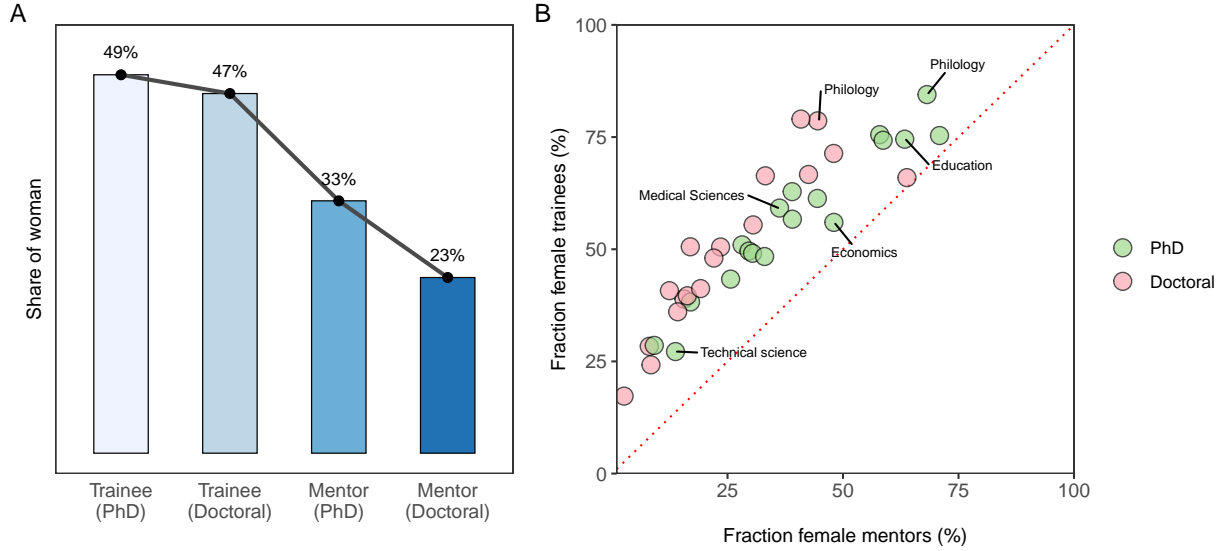 A
49%
47%
33%
23%
Share of woman
Trainee
(PhD)
Trainee
(Doctoral)
Mentor
(PhD)
Mentor
(Doctoral)
B
100
75
50
25
0
25
50
75
100
Fraction female trainees (%)
Fraction female mentors (%)
Philology
Philology
Education
Medical Sciences
Economics
Technical science
PhD
Doctoral